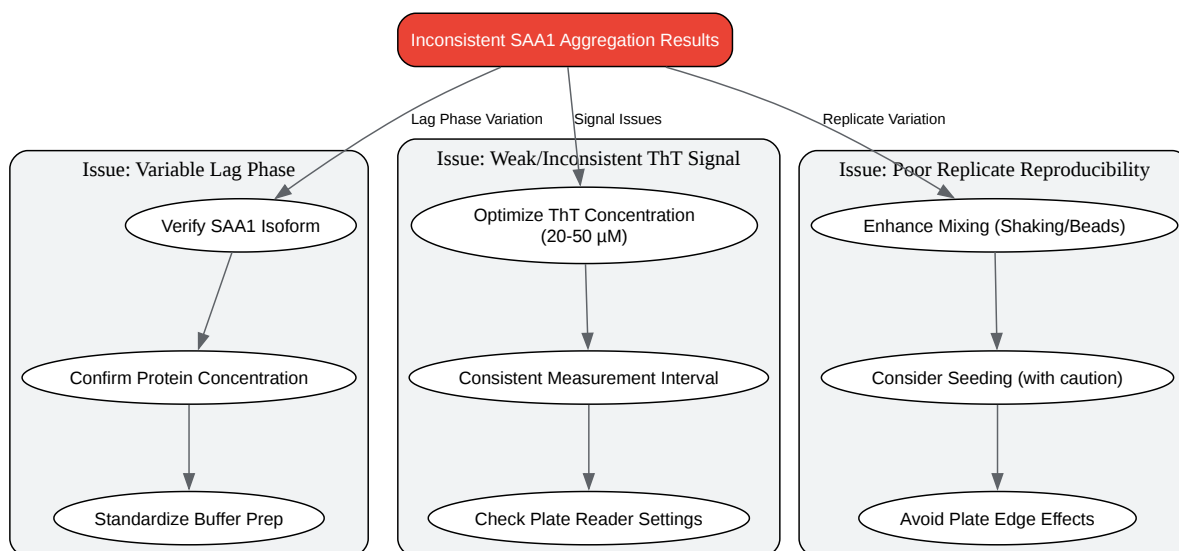 Inconsistent SAA1 Aggregation Results
Lag Phase Variation
Signal Issues
Replicate Variation
Issue: Variable Lag Phase
Verify SAA1 Isoform
Confirm Protein Concentration
Standardize Buffer Prep
Issue: Weak/Inconsistent ThT Signal
Optimize ThT Concentration
(20-50 µM)
Consistent Measurement Interval
Check Plate Reader Settings
Issue: Poor Replicate Reproducibility
Enhance Mixing (Shaking/Beads)
Consider Seeding (with caution)
Avoid Plate Edge Effects